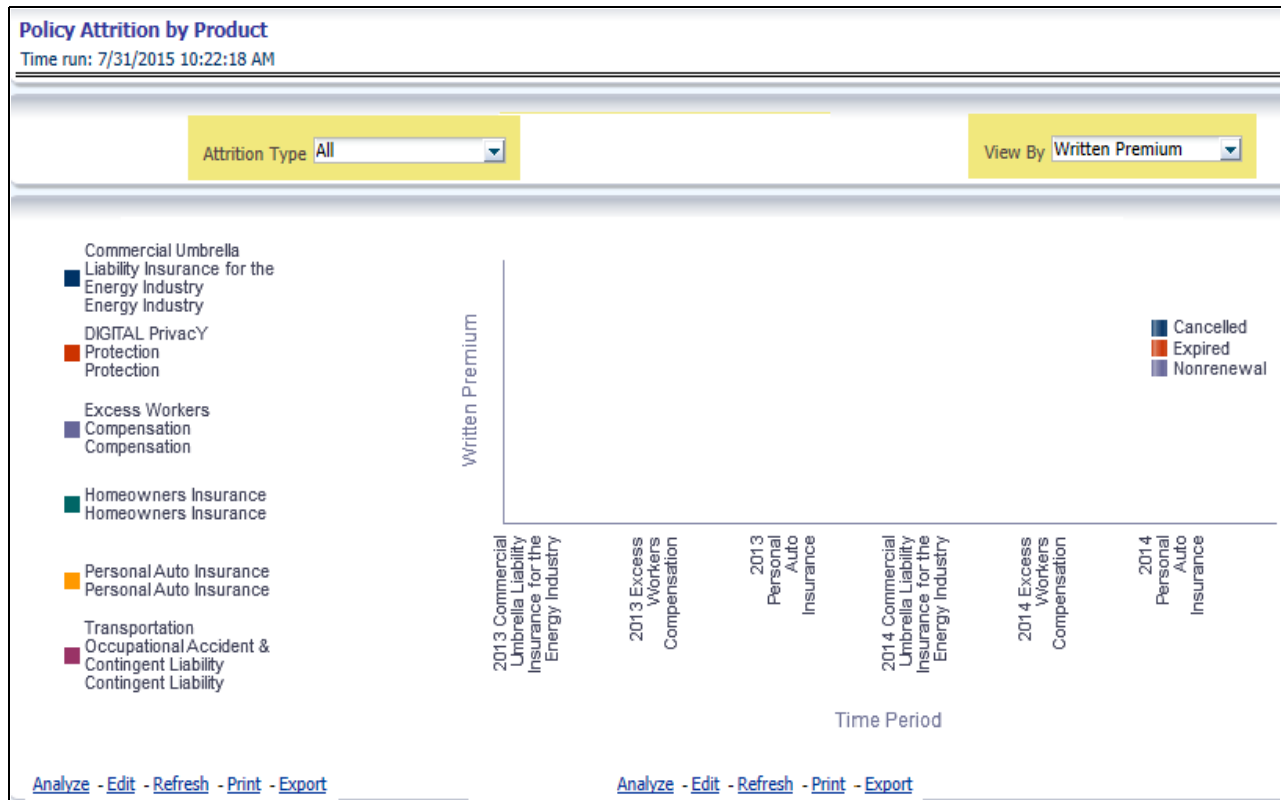 Policy Attrition by Product
Time run: 7/31/2015 10:22:18 AM
Attrition Type All
View By Written Premium
Commercial Umbrella
Liability Insurance for the
Energy Industry
Energy Industry
DIGITAL PrivacY
Protection
Protection
Excess Workers
Compensation
Compensation
Homeowners Insurance
Homeowners Insurance
Personal Auto Insurance
Personal Auto Insurance
Transportation
Occupational Accident &
Contingent Liability
Contingent Liability
Written Premium
Cancelled
Expired
Nonrenewal
2013 Commercial
Umbrella Liability
Insurance for the
Energy Industry
2013 Excess
Workers
Compensation
2013
Personal
Auto
Insurance
2014 Commercial
Umbrella Liability
Insurance for the
Energy Industry
2014 Excess
Workers
Compensation
2014
Personal
Auto
Insurance
Time Period
Analyze - Edit - Refresh - Print - Export
Analyze - Edit - Refresh - Print - Export